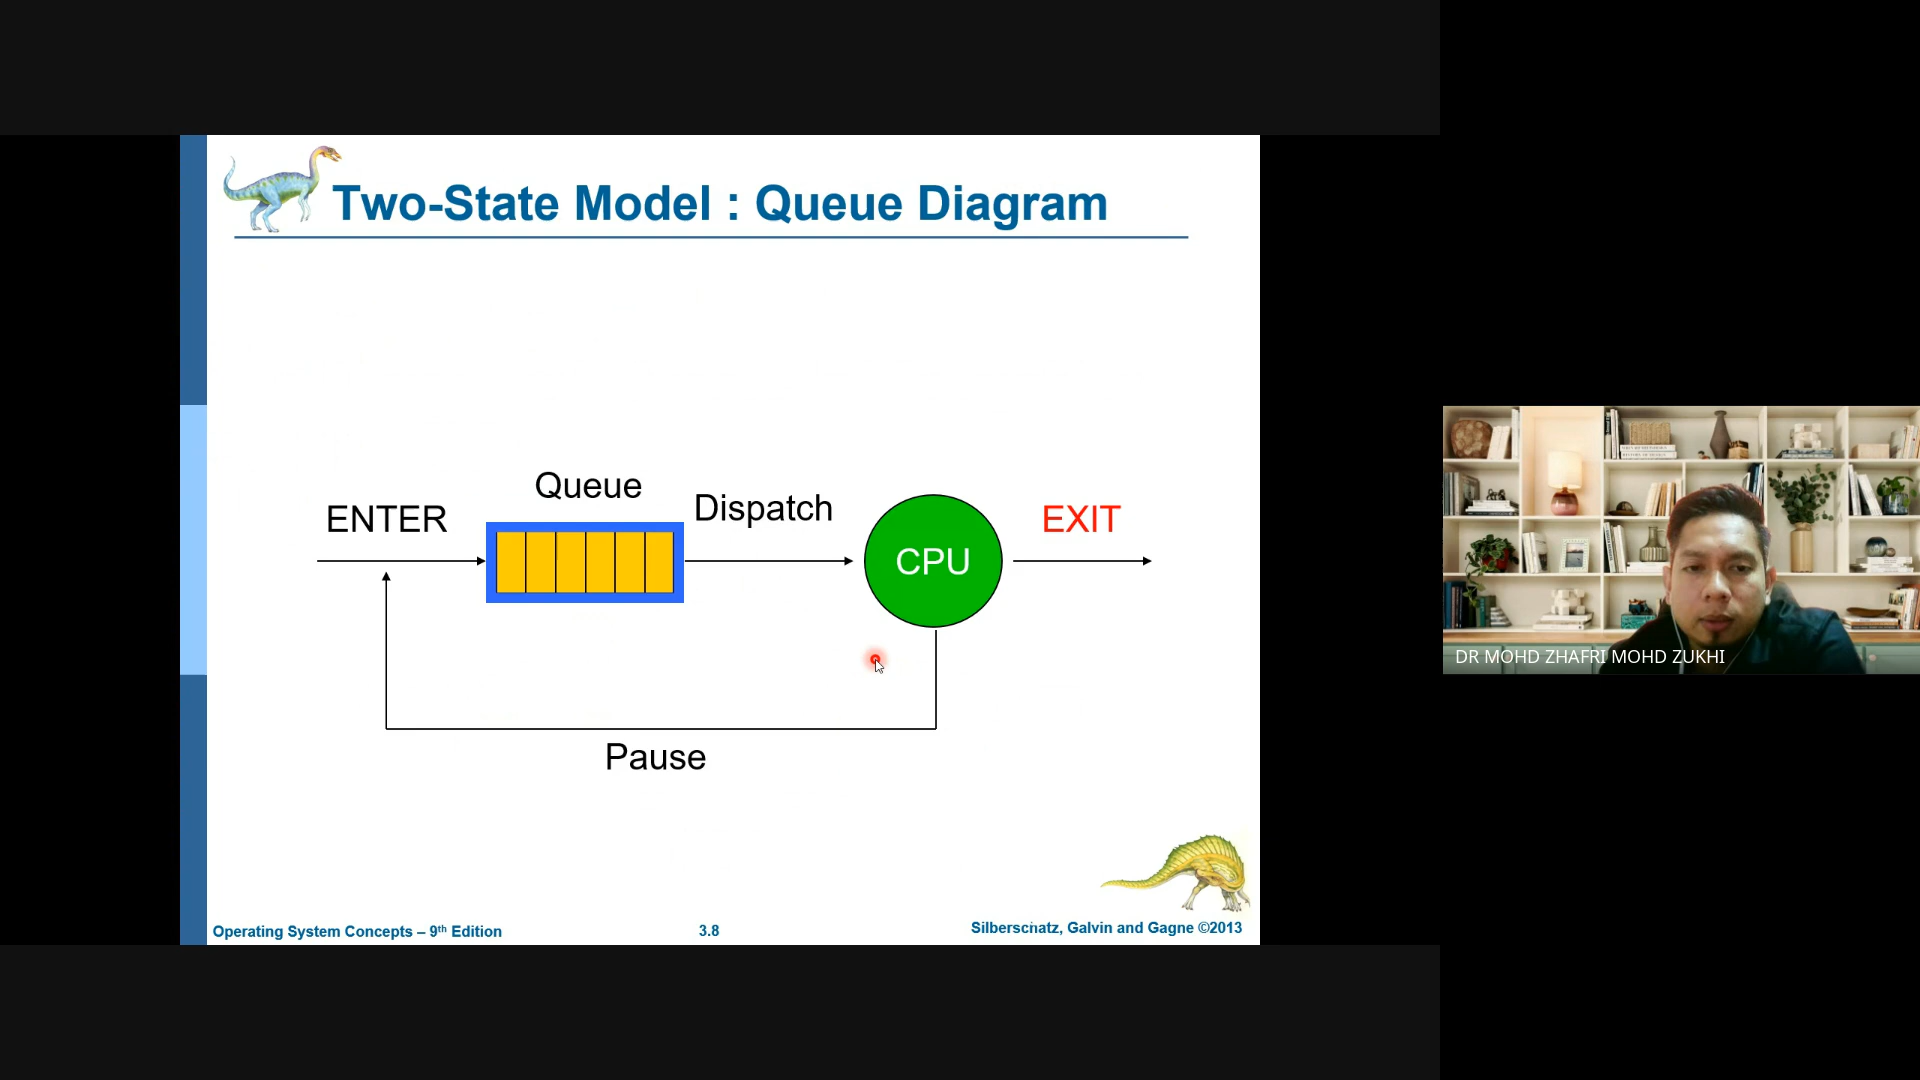 Two-State Model : Queue Diagram
Queue
Dispatch
ENTER
EXIT
CPU
Pause
Operating System Concepts – 9th Edition
3.8
Silberschatz, Galvin and Gagne ©2013
DR MOHD ZHAFRI MOHD ZUKHI